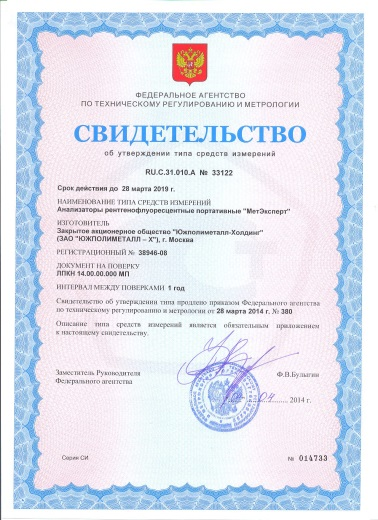 ФЕДЕРАЛЬНОЕ АГЕНТСТВО
ПО ТЕХНИЧЕСКОМУ РЕГУЛИРОВАНИЮ И МЕТРОЛОГИИ
СВИДЕТЕЛЬСТВО
об утверждении типа средств измерений
RU.C.31.010.A № 33122
Срок действия до 28 марта 2019 г.
НАИМЕНОВАНИЕ ТИПА СРЕДСТВ ИЗМЕРЕНИЙ
Анализаторы рентгенофлуоресцентные портативные "МетЭксперт"
ИЗГОТОВИТЕЛЬ
Закрытое акционерное общество "Южполиметалл-Холдинг"
(ЗАО "ЮЖПОЛИМЕТАЛЛ – Х"), г. Москва
РЕГИСТРАЦИОННЫЙ № 38946-08
ДОКУМЕНТ НА ПОВЕРКУ
ЛПКН 14.00.00.000 МП
ИНТЕРВАЛ МЕЖДУ ПОВЕРКАМИ 1 год
Свидетельство об утверждении типа продлено приказом Федерального агентства
по техническому регулированию и метрологии от 28 марта 2014 г. № 380
Описание типа средств измерений является обязательным приложением
к настоящему свидетельству.
Заместитель Руководителя
Ф.В.Булыгин
Федерального агентства
04 2014 г.
Серия СИ
№ 014733